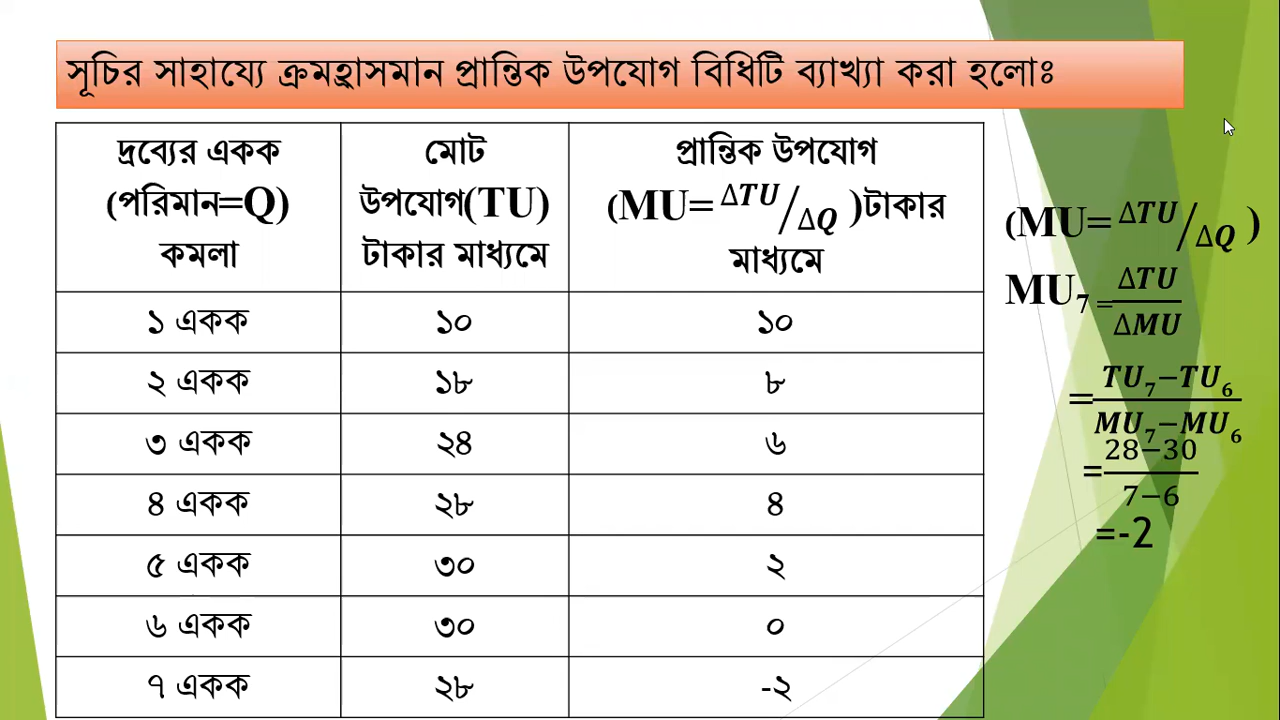 সূচির সাহায্যে ক্রমহ্রাসমান প্রান্তিক উপযোগ বিধিটি ব্যাখ্যা করা হলোঃ
দ্রব্যের একক
(পরিমান=Q)
কমলা
মোট
উপযোগ(TU)
টাকার মাধ্যমে
প্রান্তিক উপযোগ
(MU=ΔTU/ΔQ )টাকার
মাধ্যমে
১ একক ১০ ১০
২ একক ১৮ ৮
৩ একক ২৪ ৬
৪ একক ২৮ ৪
৫ একক ৩০ ২
৬ একক ৩০ ০
৭ একক ২৮ -২
(MU=ΔTU/ΔQ )
MU₇ =ΔTU/ΔMU
=TU₇−TU₆/MU₇−MU₆
=28−30/7−6
=-2